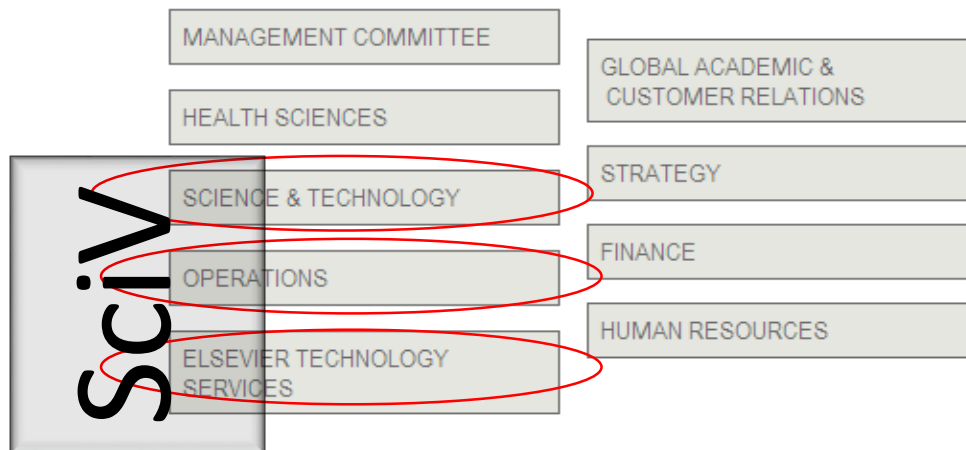 MANAGEMENT COMMITTEE
HEALTH SCIENCES
SCIENCE & TECHNOLOGY
OPERATIONS
ELSEVIER TECHNOLOGY
SERVICES
GLOBAL ACADEMIC &
CUSTOMER RELATIONS
STRATEGY
FINANCE
HUMAN RESOURCES
SciV